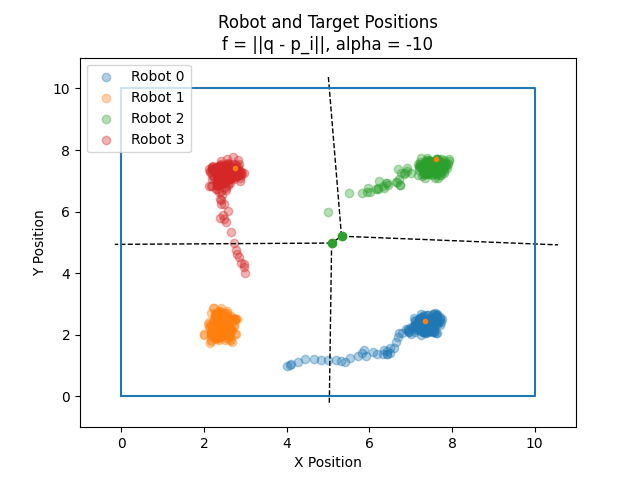 Robot and Target Positions
f = ||q - p_i||, alpha = -10
Robot 0
Robot 1
Robot 2
Robot 3
10
8
6
4
2
0
Y Position
0 2 4 6 8 10
X Position